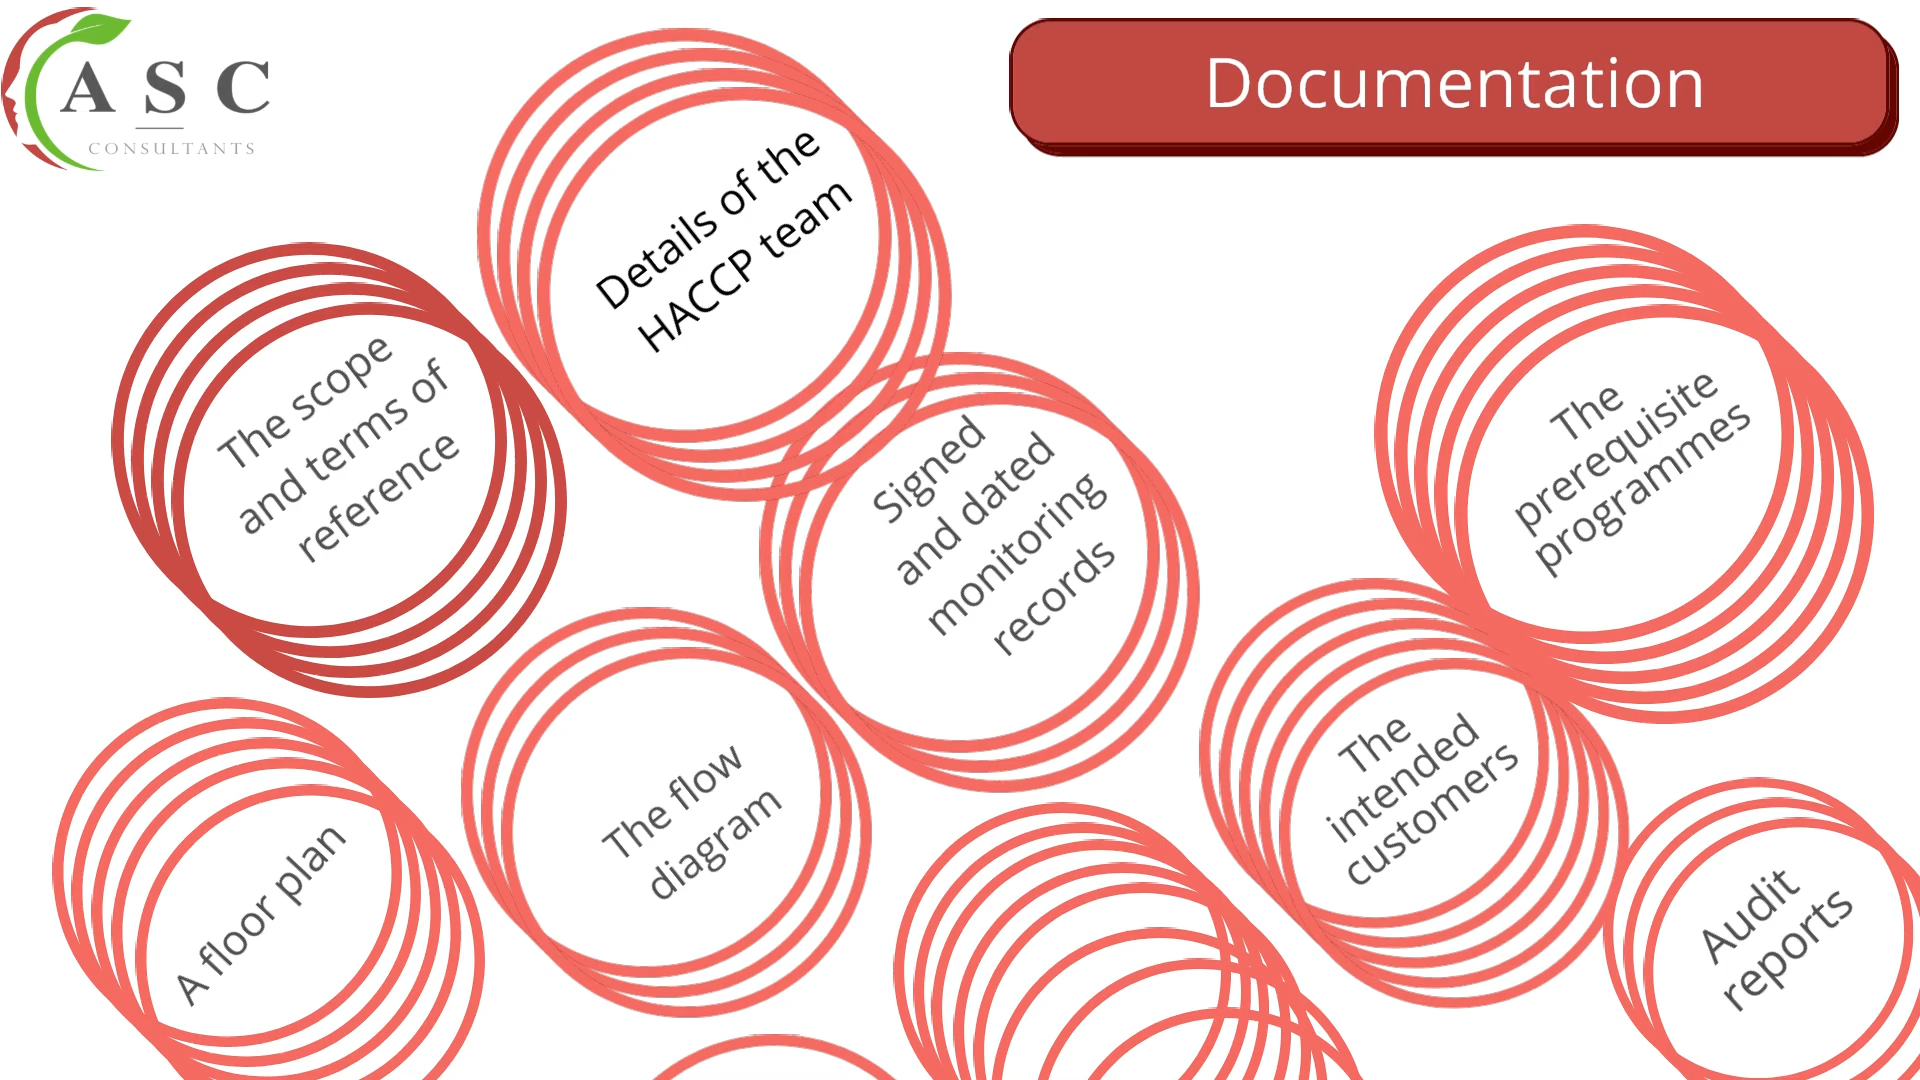 A S C
CONSULTANTS
Documentation
Details of the
HACCP team
The scope
and terms of
reference
Signed
and dated
monitoring
records
The
prerequisite
programmes
The flow
diagram
The
intended
customers
A floor plan
Audit
reports